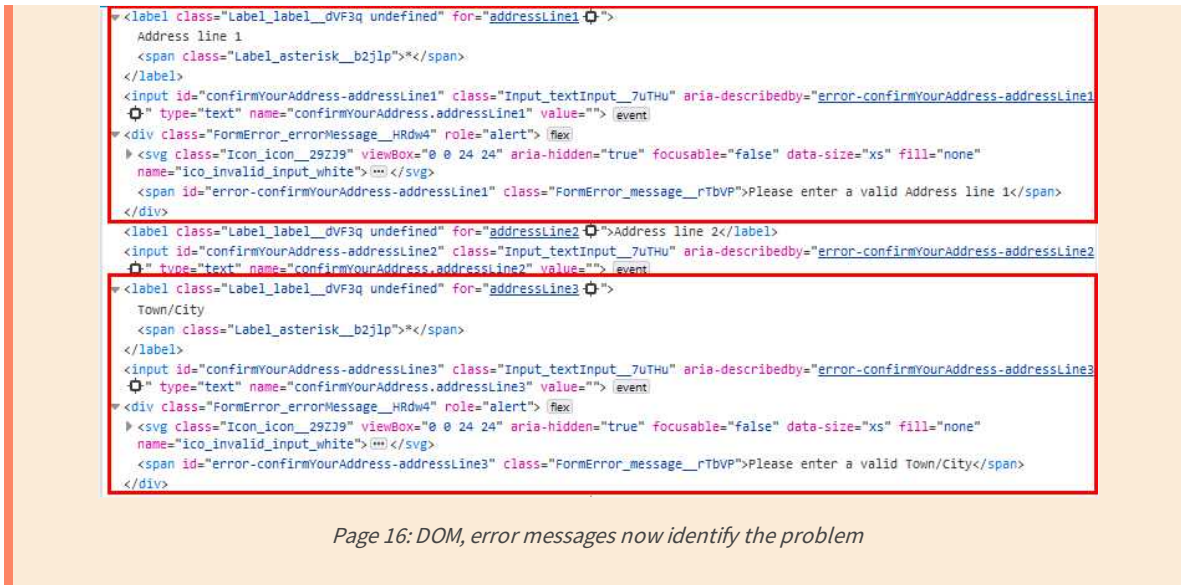 <label class="Label_label__dVF3q undefined" for="addressLine1">
Address line 1
<span class="Label_asterisk__b2jlp">*</span>
</label>
<input id="confirmYourAddress-addressLine1" class="Input_textInput__7uTHu" aria-describedby="error-confirmYourAddress-addressLine1
" type="text" name="confirmYourAddress.addressLine1" value=""> event
<div class="FormError_errorMessage__HRdw4" role="alert"> flex
<svg class="Icon_icon__29ZJ9" viewBox="0 0 24 24" aria-hidden="true" focusable="false" data-size="xs" fill="none"
name="ico_invalid_input_white"> ⋯ </svg>
<span id="error-confirmYourAddress-addressLine1" class="FormError_message__rTbVP">Please enter a valid Address line 1</span>
</div>
<label class="Label_label__dVF3q undefined" for="addressLine2">Address line 2</label>
<input id="confirmYourAddress-addressLine2" class="Input_textInput__7uTHu" aria-describedby="error-confirmYourAddress-addressLine2
" type="text" name="confirmYourAddress.addressLine2" value=""> event
<label class="Label_label__dVF3q undefined" for="addressLine3">
Town/City
<span class="Label_asterisk__b2jlp">*</span>
</label>
<input id="confirmYourAddress-addressLine3" class="Input_textInput__7uTHu" aria-describedby="error-confirmYourAddress-addressLine3
" type="text" name="confirmYourAddress.addressLine3" value=""> event
<div class="FormError_errorMessage__HRdw4" role="alert"> flex
<svg class="Icon_icon__29ZJ9" viewBox="0 0 24 24" aria-hidden="true" focusable="false" data-size="xs" fill="none"
name="ico_invalid_input_white"> ⋯ </svg>
<span id="error-confirmYourAddress-addressLine3" class="FormError_message__rTbVP">Please enter a valid Town/City</span>
</div>
Page 16: DOM, error messages now identify the problem